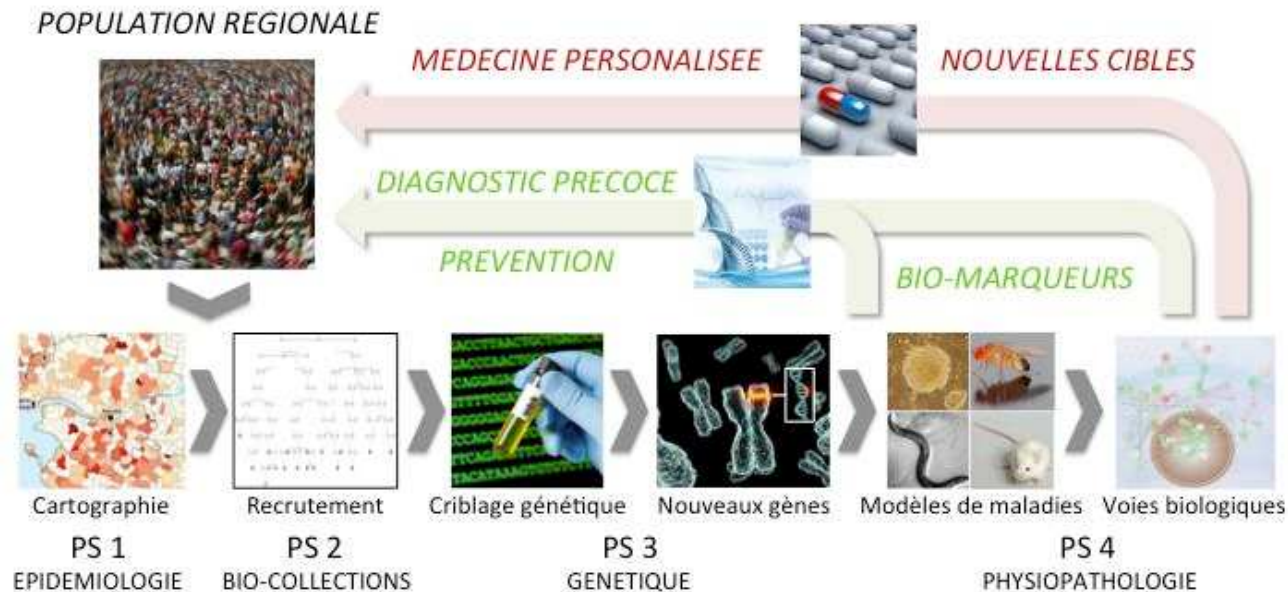 POPULATION REGIONALE
MEDECINE PERSONALISEE
NOUVELLES CIBLES
DIAGNOSTIC PRECOCE
PREVENTION
BIO-MARQUEURS
Cartographie
Recrutement
Criblage génétique
Nouveaux gènes
Modèles de maladies
Voies biologiques
PS 1
PS 2
PS 3
PS 4
EPIDEMIOLOGIE
BIO-COLLECTIONS
GENETIQUE
PHYSIOPATHOLOGIE